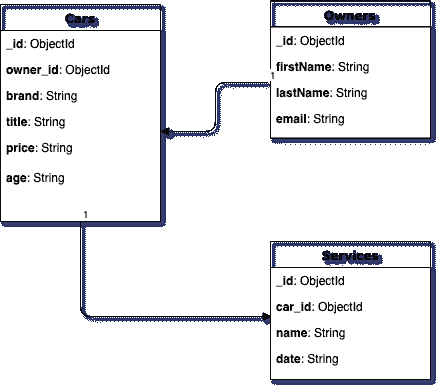 Cars
_id: ObjectId
owner_id: ObjectId
brand: String
title: String
price: String
age: String
1
Owners
_id: ObjectId
firstName: String
lastName: String
email: String
1
Services
_id: ObjectId
car_id: ObjectId
name: String
date: String